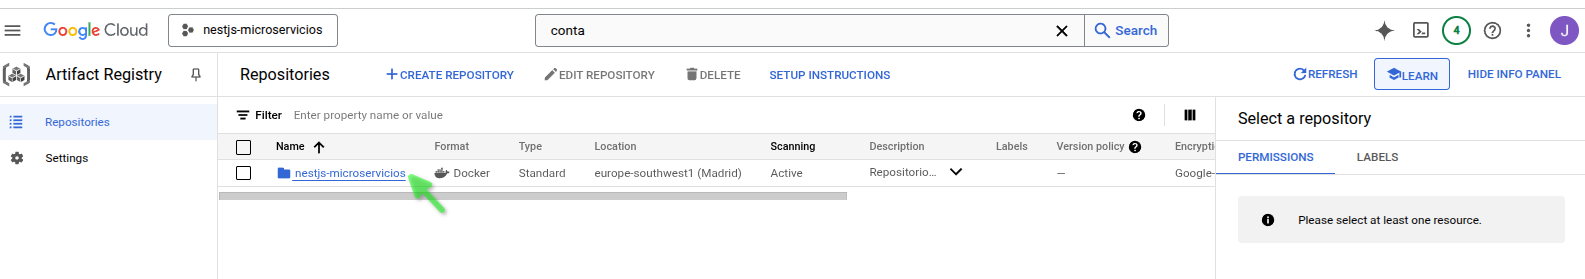 Google Cloud nestjs-microservicios conta Search 4 J
Artifact Registry Repositories CREATE REPOSITORY EDIT REPOSITORY DELETE SETUP INSTRUCTIONS REFRESH LEARN HIDE INFO PANEL
Repositories
Settings
Filter Enter property name or value
Name Format Type Location Scanning Description Labels Version policy Encrypti
nestjs-microservicios Docker Standard europe-southwest1 (Madrid) Active Repositorio... — Google-
Select a repository
PERMISSIONS LABELS
Please select at least one resource.